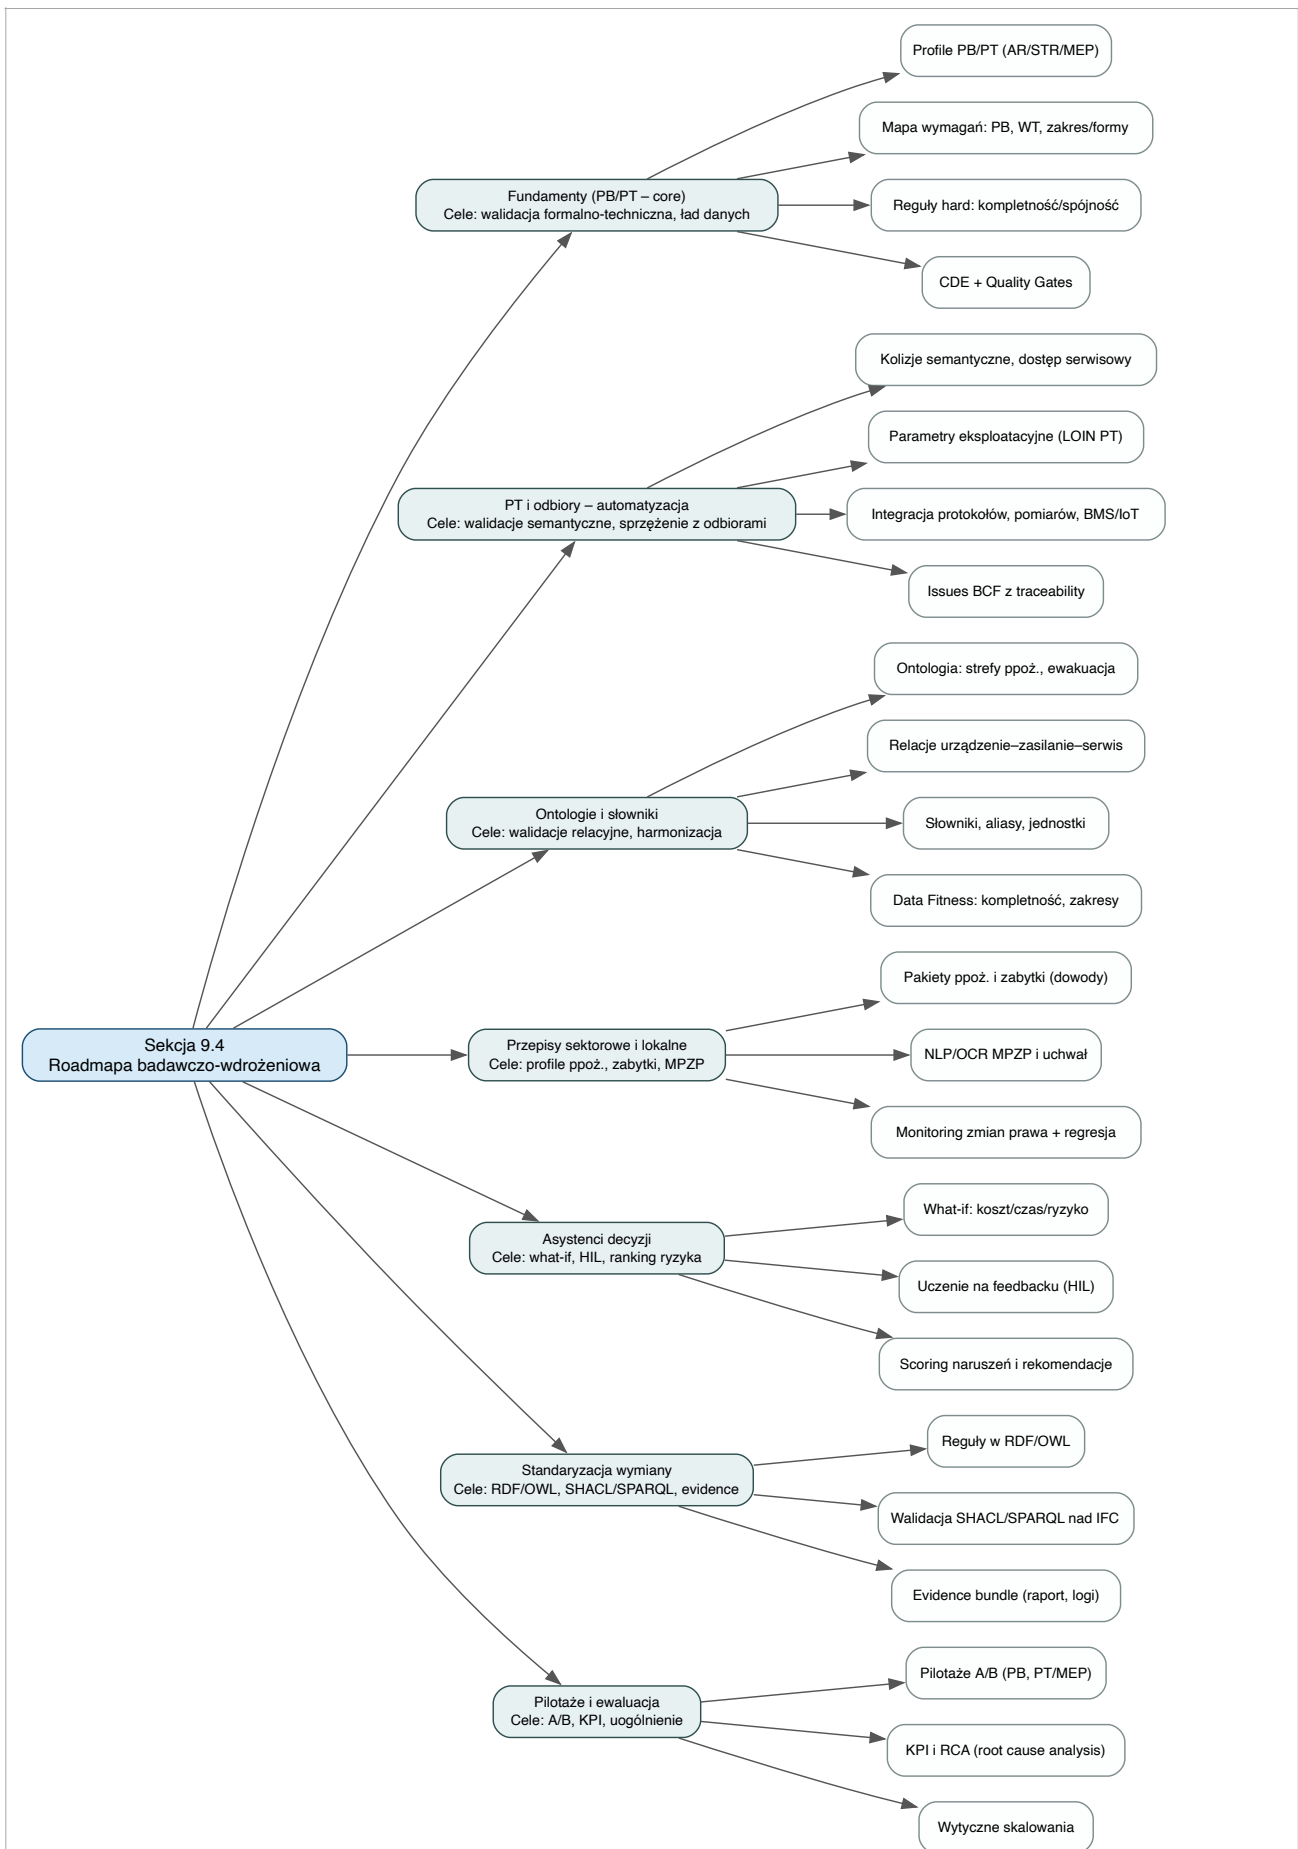 Sekcja 9.4
Roadmapa badawczo-wdrożeniowa
Fundamenty (PB/PT – core)
Cele: walidacja formalno-techniczna, ład danych
Profile PB/PT (AR/STR/MEP)
Mapa wymagań: PB, WT, zakres/formy
Reguły hard: kompletność/spójność
CDE + Quality Gates
PT i odbiory – automatyzacja
Cele: walidacje semantyczne, sprzężenie z odbiorami
Kolizje semantyczne, dostęp serwisowy
Parametry eksploatacyjne (LOIN PT)
Integracja protokołów, pomiarów, BMS/IoT
Issues BCF z traceability
Ontologie i słowniki
Cele: walidacje relacyjne, harmonizacja
Ontologia: strefy ppoż., ewakuacja
Relacje urządzenie–zasilanie–serwis
Słowniki, aliasy, jednostki
Data Fitness: kompletność, zakresy
Przepisy sektorowe i lokalne
Cele: profile ppoż., zabytki, MPZP
Pakiety ppoż. i zabytki (dowody)
NLP/OCR MPZP i uchwał
Monitoring zmian prawa + regresja
Asystenci decyzji
Cele: what-if, HIL, ranking ryzyka
What-if: koszt/czas/ryzyko
Uczenie na feedbacku (HIL)
Scoring naruszeń i rekomendacje
Standaryzacja wymiany
Cele: RDF/OWL, SHACL/SPARQL, evidence
Reguły w RDF/OWL
Walidacja SHACL/SPARQL nad IFC
Evidence bundle (raport, logi)
Pilotaże i ewaluacja
Cele: A/B, KPI, uogólnienie
Pilotaże A/B (PB, PT/MEP)
KPI i RCA (root cause analysis)
Wytyczne skalowania